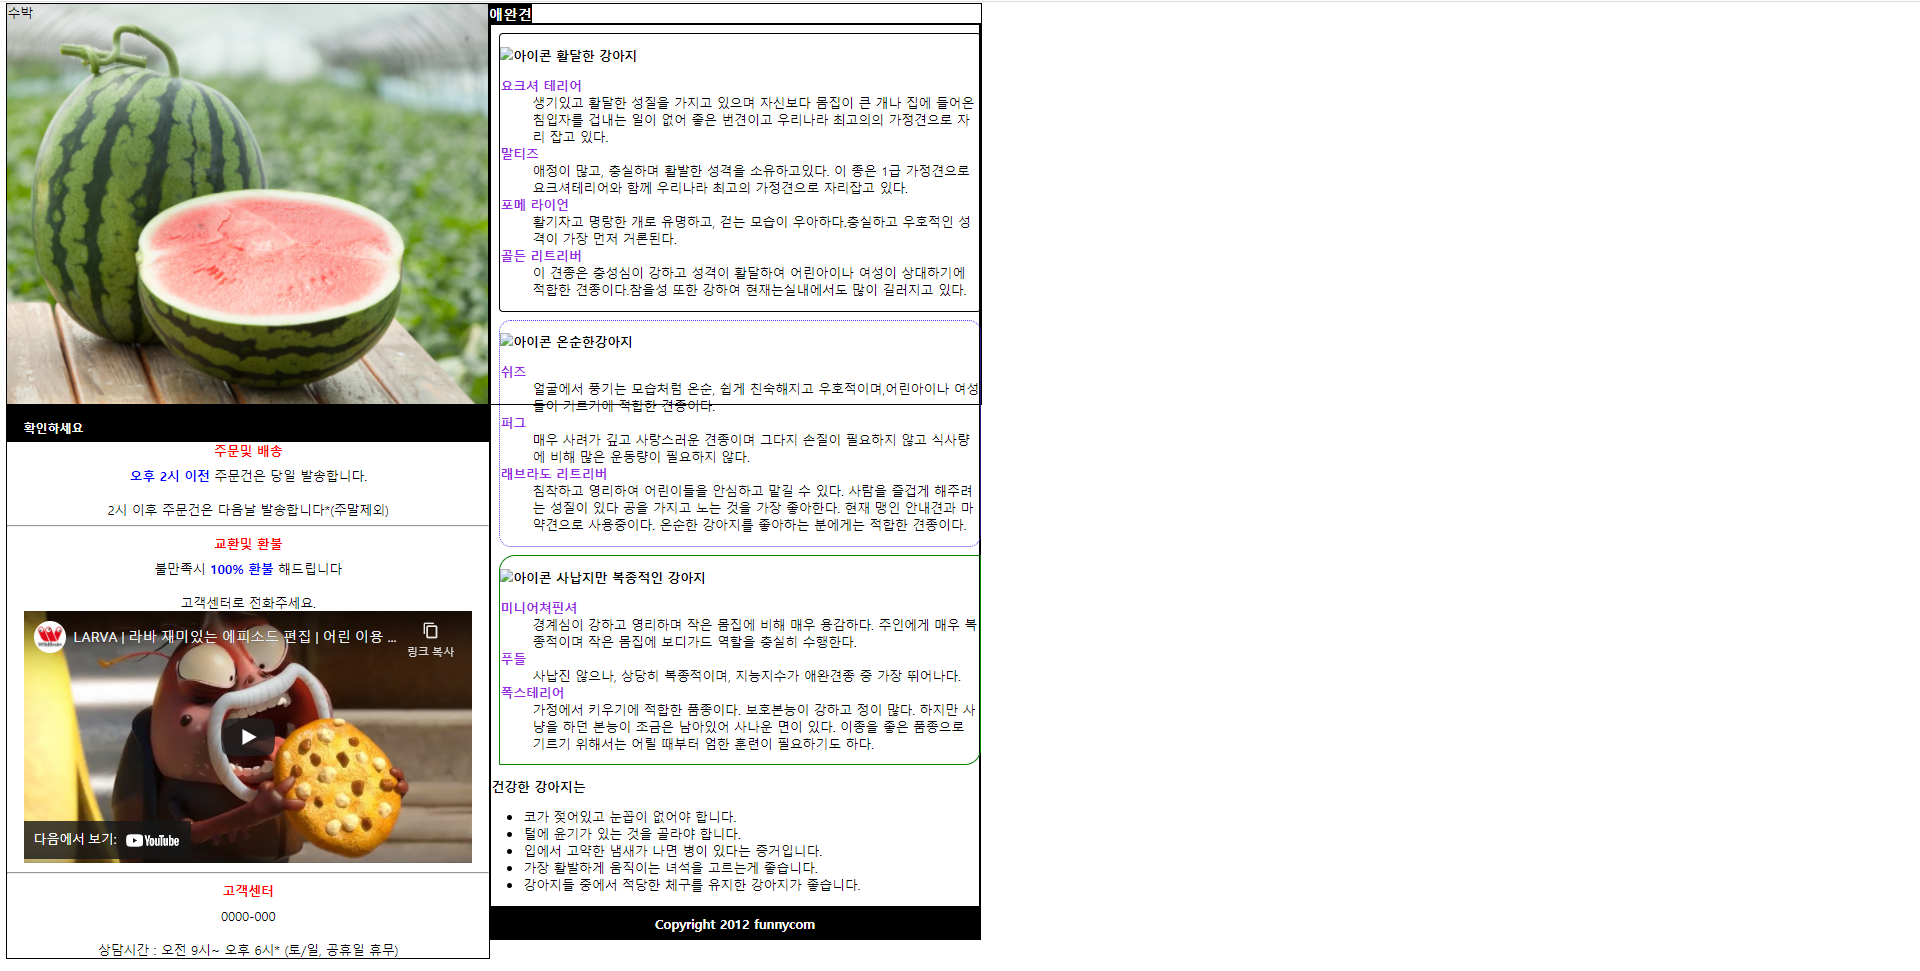 수박
확인하세요
주문및 배송
오후 2시 이전 주문건은 당일 발송합니다.
2시 이후 주문건은 다음날 발송합니다*(주말제외)
교환및 환불
불만족시 100% 환불 해드립니다
고객센터로 전화주세요.
LARVA | 라바 재미있는 에피소드 편집 | 어린 이용 ...
링크 복사
다음에서 보기: YouTube
고객센터
0000-000
상담시간 : 오전 9시~ 오후 6시* (토/일, 공휴일 휴무)
애완견
아이콘 활달한 강아지
요크셔 테리어
생기있고 활달한 성질을 가지고 있으며 자신보다 몸집이 큰 개나 집에 들어온
침입자를 겁내는 일이 없어 좋은 번견이고 우리나라 최고의의 가정견으로 자
리 잡고 있다.
말티즈
애정이 많고, 충실하며 활발한 성격을 소유하고있다. 이 종은 1급 가정견으로
요크셔테리어와 함께 우리나라 최고의 가정견으로 자리잡고 있다.
포메 라이언
활기차고 명랑한 개로 유명하고, 걷는 모습이 우아하다.충실하고 우호적인 성
격이 가장 먼저 거론된다.
골든 리트리버
이 견종은 충성심이 강하고 성격이 활달하여 어린아이나 여성이 상대하기에
적합한 견종이다.참을성 또한 강하여 현재는실내에서도 많이 길러지고 있다.
아이콘 온순한강아지
쉬즈
얼굴에서 풍기는 모습처럼 온순, 쉽게 친숙해지고 우호적이며,어린아이나 여성
들이 기르기에 적합한 견종이다.
퍼그
매우 사려가 깊고 사랑스러운 견종이며 그다지 손질이 필요하지 않고 식사량
에 비해 많은 운동량이 필요하지 않다.
래브라도 리트리버
침착하고 영리하여 어린이들을 안심하고 맡길 수 있다. 사람을 즐겁게 해주려
는 성질이 있다 공을 가지고 노는 것을 가장 좋아한다. 현재 맹인 안내견과 마
약견으로 사용중이다. 온순한 강아지를 좋아하는 분에게는 적합한 견종이다.
아이콘 사납지만 복종적인 강아지
미니어쳐핀셔
경계심이 강하고 영리하며 작은 몸집에 비해 매우 용감하다. 주인에게 매우 복
종적이며 작은 몸집에 보디가드 역할을 충실히 수행한다.
푸들
사납진 않으나, 상당히 복종적이며, 지능지수가 애완견종 중 가장 뛰어나다.
폭스테리어
가정에서 키우기에 적합한 품종이다. 보호본능이 강하고 정이 많다. 하지만 사
냥을 하던 본능이 조금은 남아있어 사나운 면이 있다. 이종을 좋은 품종으로
기르기 위해서는 어릴 때부터 엄한 훈련이 필요하기도 하다.
건강한 강아지는
코가 젖어있고 눈꼽이 없어야 합니다.
털에 윤기가 있는 것을 골라야 합니다.
입에서 고약한 냄새가 나면 병이 있다는 증거입니다.
가장 활발하게 움직이는 녀석을 고르는게 좋습니다.
강아지들 중에서 적당한 체구를 유지한 강아지가 좋습니다.
Copyright 2012 funnycom